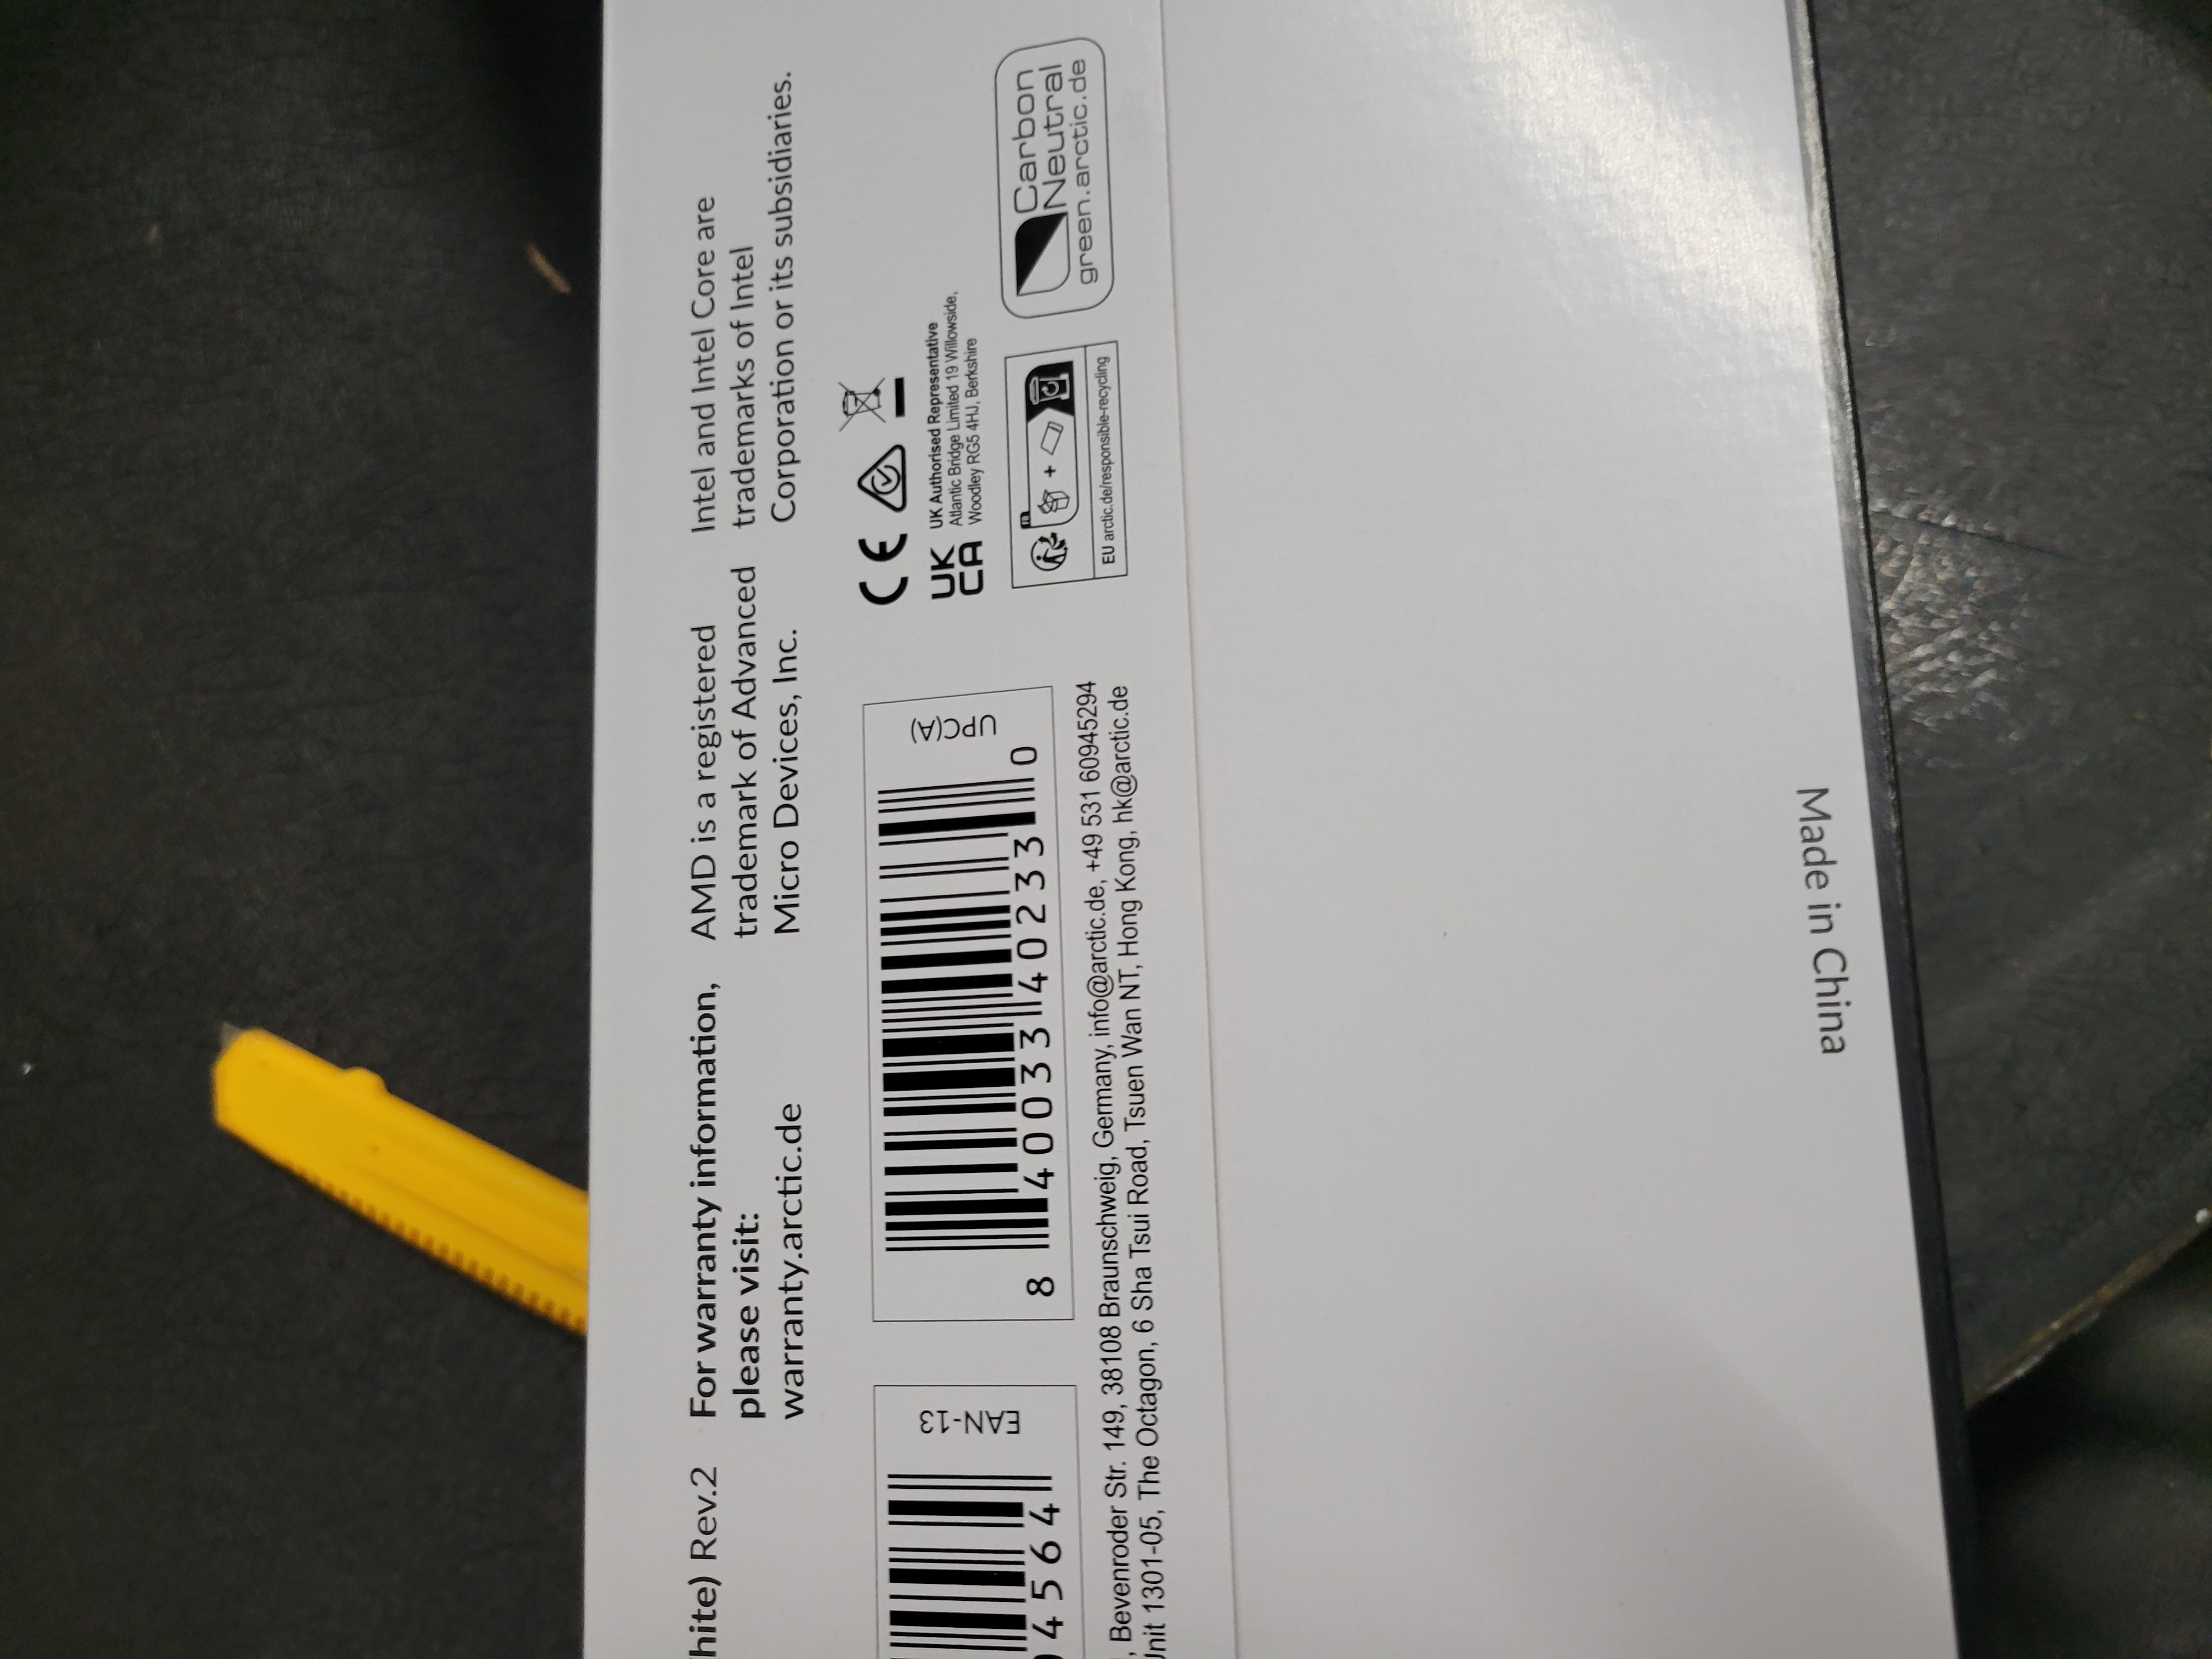 hite) Rev.2
For warranty information,
please visit:
warranty.arctic.de
AMD is a registered
trademark of Advanced
Micro Devices, Inc.
Intel and Intel Core are
trademarks of Intel
Corporation or its subsidiaries.
4564
EAN-13
8 40033 40233 0
UPC(A)
CE
UK
CA
UK Authorised Representative
Atlantic Bridge Limited 19 Willowside,
Woodley RG5 4HJ, Berkshire
EU arctic.de/responsible-recycling
Carbon
Neutral
green.arctic.de
, Bevenroder Str. 149, 38108 Braunschweig, Germany, info@arctic.de, +49 531 60945294
Unit 1301-05, The Octagon, 6 Sha Tsui Road, Tsuen Wan NT, Hong Kong, hk@arctic.de
Made in China